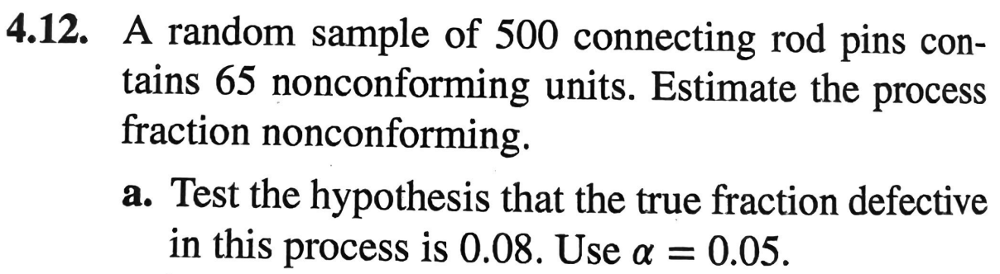 4.12. A random sample of 500 connecting rod pins con-
tains 65 nonconforming units. Estimate the process
fraction nonconforming.
a. Test the hypothesis that the true fraction defective
in this process is 0.08. Use α = 0.05.